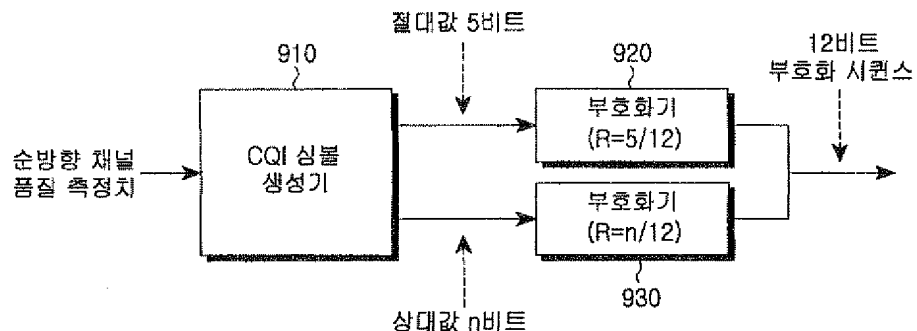 절대값 5비트
910
920
12비트
부호화 시퀀스
순방향 채널
품질 측정치
CQI 심볼
생성기
부호화기
(R=5/12)
부호화기
(R=n/12)
930
상대값 n비트